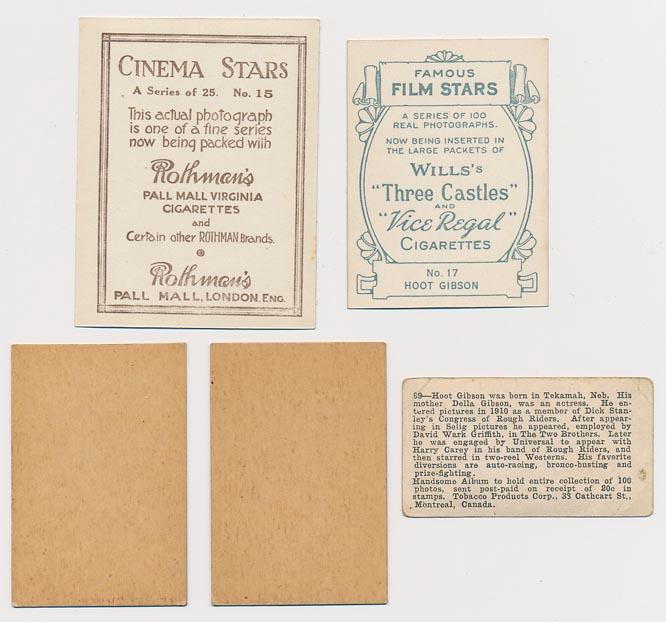 CINEMA STARS
A Series of 25. No. 15
This actual photograph
is one of a fine series
now being packed with
Rothman's
PALL MALL VIRGINIA
CIGARETTES
and
Certain other ROTHMAN Brands.
Rothman's
PALL MALL, LONDON. ENG.
FAMOUS
FILM STARS
A SERIES OF 100
REAL PHOTOGRAPHS.
NOW BEING INSERTED IN
THE LARGE PACKETS OF
WILLS'S
"Three Castles"
AND
"Vice Regal"
CIGARETTES
No. 17
HOOT GIBSON
69—Hoot Gibson was born in Tekamah, Neb. His
mother Della Gibson, was an actress. He en-
tered pictures in 1910 as a member of Dick Stan-
ley's Congress of Rough Riders. After appear-
ing in Selig pictures he appeared, employed by
David Wark Griffith, in The Two Brothers. Later
he was engaged by Universal to appear with
Harry Carey in his band of Rough Riders, and
then starred in two-reel Westerns. His favorite
diversions are auto-racing, bronco-busting and
prize-fighting.
Handsome Album to hold entire collection of 100
photos, sent post-paid on receipt of 20c in
stamps. Tobacco Products Corp., 33 Cathcart St.,
Montreal, Canada.